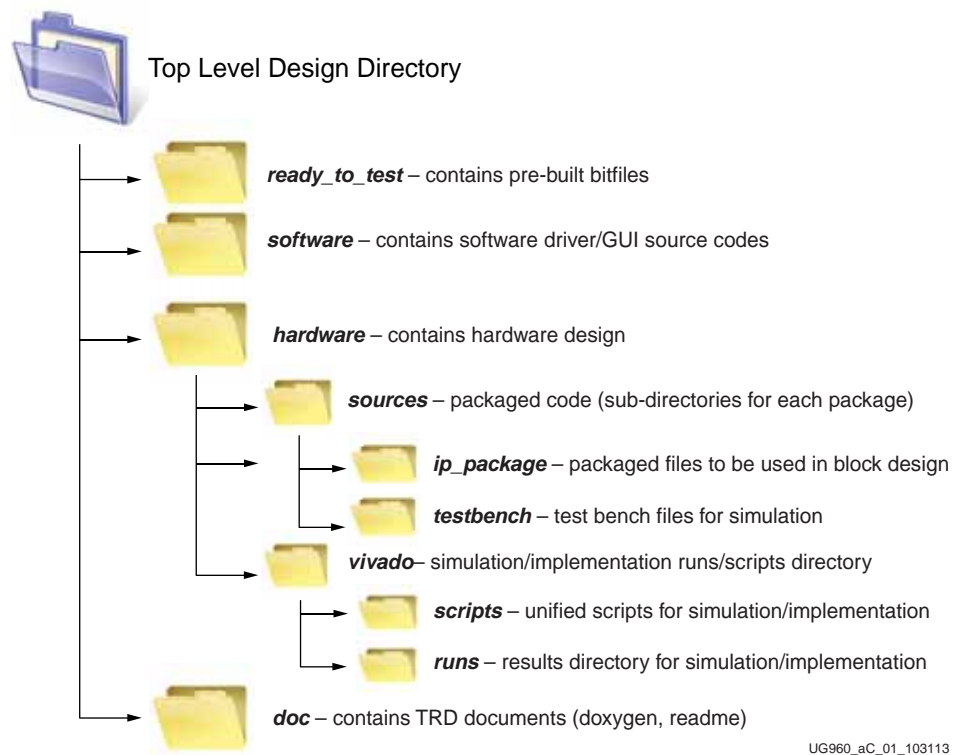 Top Level Design Directory
ready_to_test – contains pre-built bitfiles
software – contains software driver/GUI source codes
hardware – contains hardware design
sources – packaged code (sub-directories for each package)
ip_package – packaged files to be used in block design
testbench – test bench files for simulation
vivado– simulation/implementation runs/scripts directory
scripts – unified scripts for simulation/implementation
runs – results directory for simulation/implementation
doc – contains TRD documents (doxygen, readme)
UG960_aC_01_103113